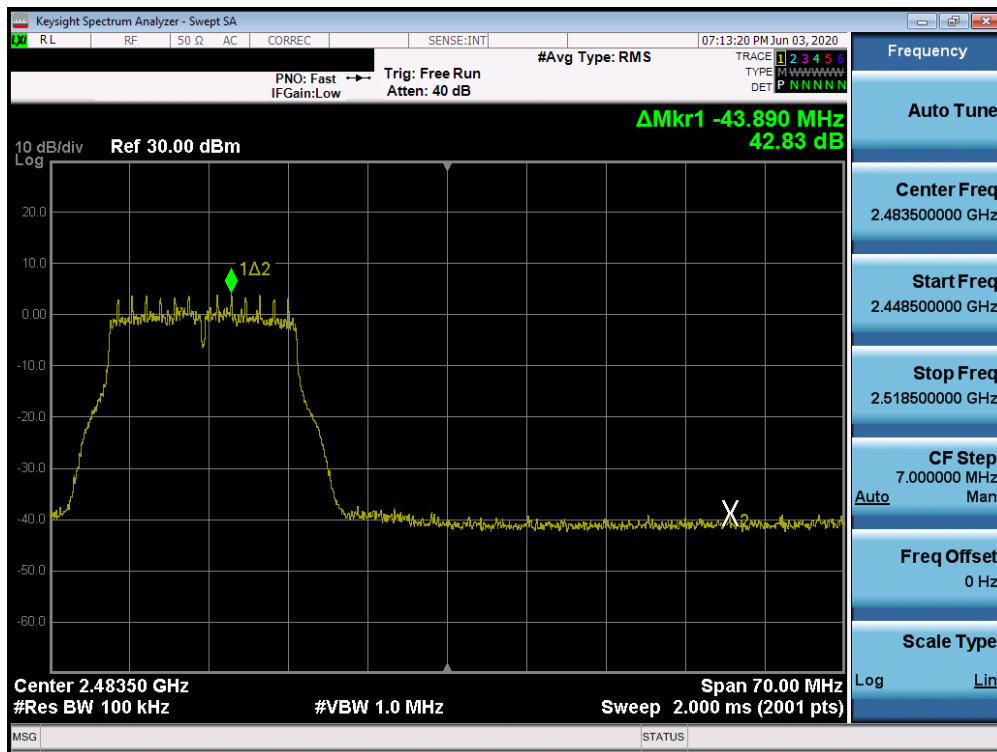 Keysight Spectrum Analyzer - Swept SA
LXI RL RF 50 Ω AC CORREC SENSE:INT 07:13:20 PM Jun 03, 2020
#Avg Type: RMS TRACE 1 2 3 4 5 6
PNO: Fast Trig: Free Run TYPE M WWWWW
IFGain:Low Atten: 40 dB DET P N N N N N
ΔMkr1 -43.890 MHz
42.83 dB
10 dB/div Ref 30.00 dBm
Log
20.0
1Δ2
10.0
0.00
-10.0
-20.0
-30.0
-40.0
X2
-50.0
-60.0
Center 2.48350 GHz Span 70.00 MHz
#Res BW 100 kHz #VBW 1.0 MHz Sweep 2.000 ms (2001 pts)
MSG STATUS
Frequency
Auto Tune
Center Freq
2.483500000 GHz
Start Freq
2.448500000 GHz
Stop Freq
2.518500000 GHz
CF Step
7.000000 MHz
Auto Man
Freq Offset
0 Hz
Scale Type
Log Lin